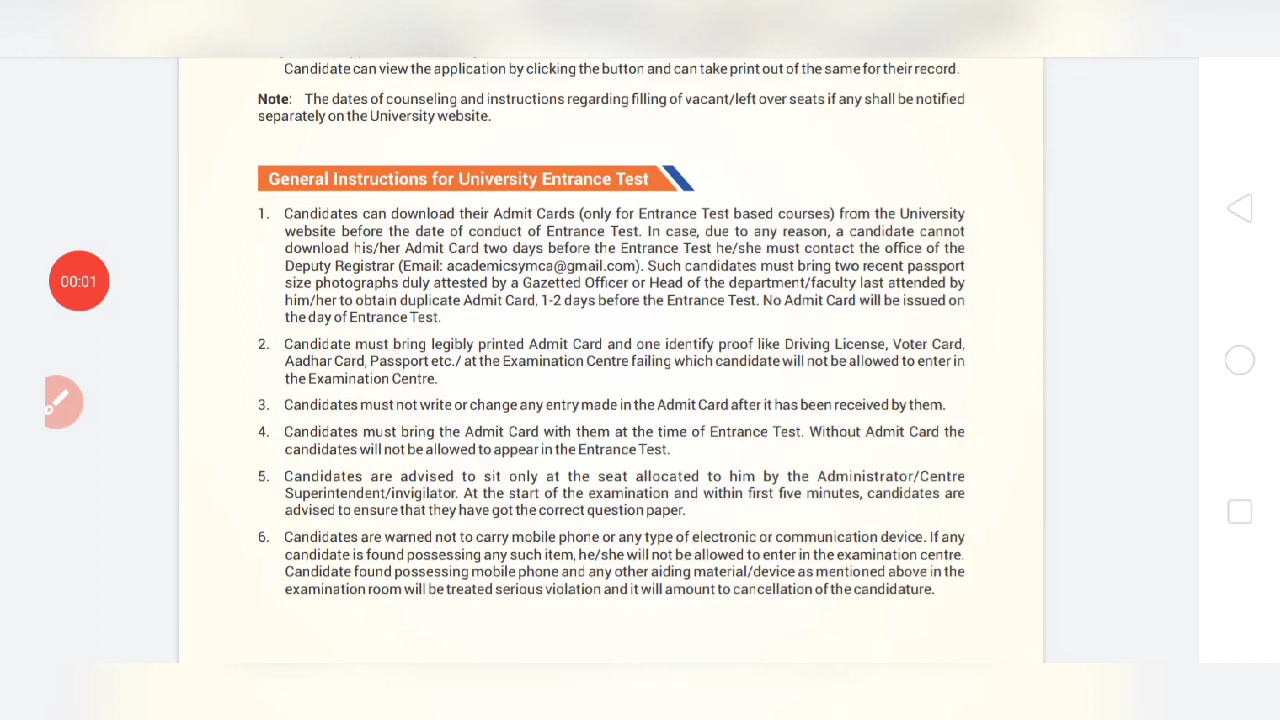 Candidate can view the application by clicking the button and can take print out of the same for their record.
Note: The dates of counseling and instructions regarding filling of vacant/left over seats if any shall be notified
separately on the University website.
General Instructions for University Entrance Test
1. Candidates can download their Admit Cards (only for Entrance Test based courses) from the University
website before the date of conduct of Entrance Test. In case, due to any reason, a candidate cannot
download his/her Admit Card two days before the Entrance Test he/she must contact the office of the
Deputy Registrar (Email: academicsymca@gmail.com). Such candidates must bring two recent passport
size photographs duly attested by a Gazetted Officer or Head of the department/faculty last attended by
him/her to obtain duplicate Admit Card, 1-2 days before the Entrance Test. No Admit Card will be issued on
the day of Entrance Test.
00:01
2. Candidate must bring legibly printed Admit Card and one identify proof like Driving License, Voter Card,
Aadhar Card, Passport etc./ at the Examination Centre failing which candidate will not be allowed to enter in
the Examination Centre.
3. Candidates must not write or change any entry made in the Admit Card after it has been received by them.
4. Candidates must bring the Admit Card with them at the time of Entrance Test. Without Admit Card the
candidates will not be allowed to appear in the Entrance Test.
5. Candidates are advised to sit only at the seat allocated to him by the Administrator/Centre
Superintendent/invigilator. At the start of the examination and within first five minutes, candidates are
advised to ensure that they have got the correct question paper.
6. Candidates are warned not to carry mobile phone or any type of electronic or communication device. If any
candidate is found possessing any such item, he/she will not be allowed to enter in the examination centre.
Candidate found possessing mobile phone and any other aiding material/device as mentioned above in the
examination room will be treated serious violation and it will amount to cancellation of the candidature.